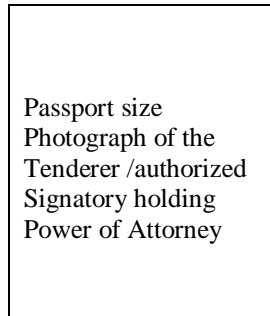 Passport size
Photograph of the
Tenderer /authorized
Signatory holding
Power of Attorney